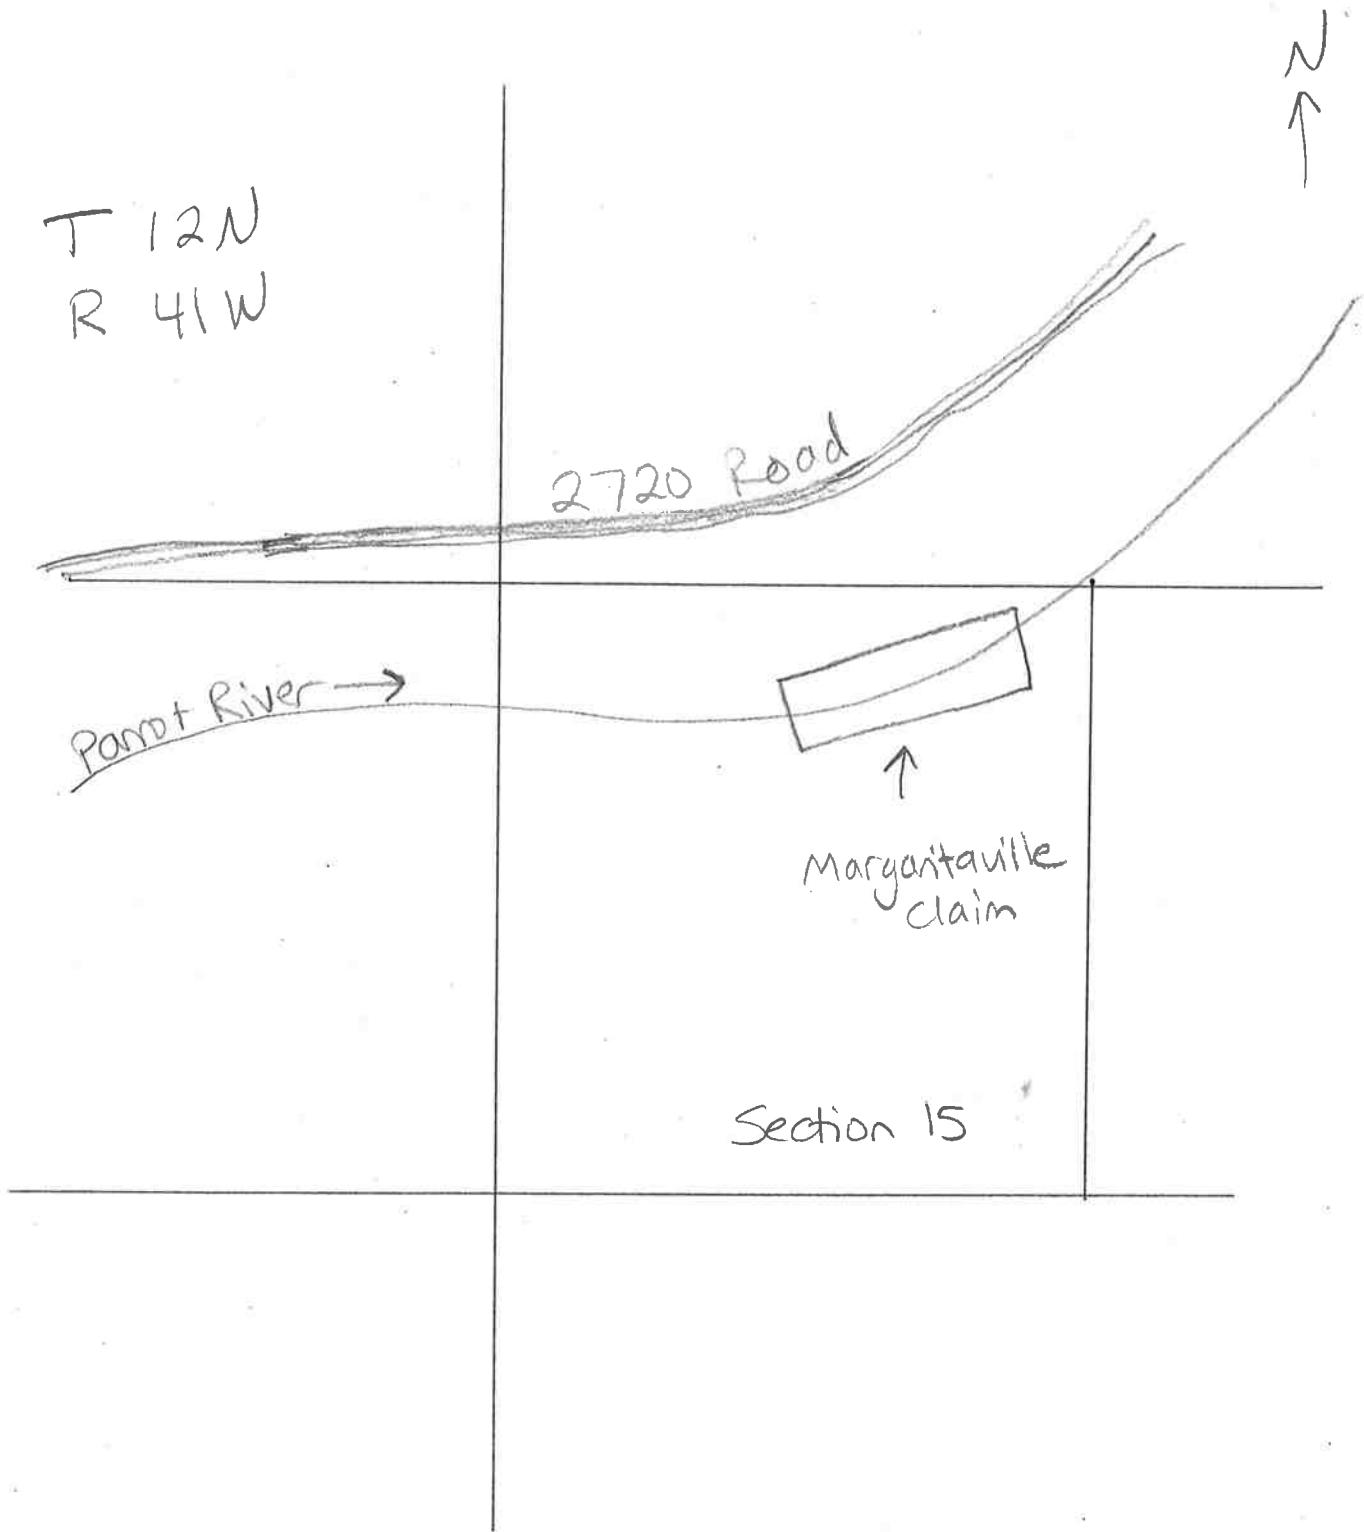 N
T 12N
R 41W
2720 Road
Parrot River
Margaritaville
Claim
Section 15